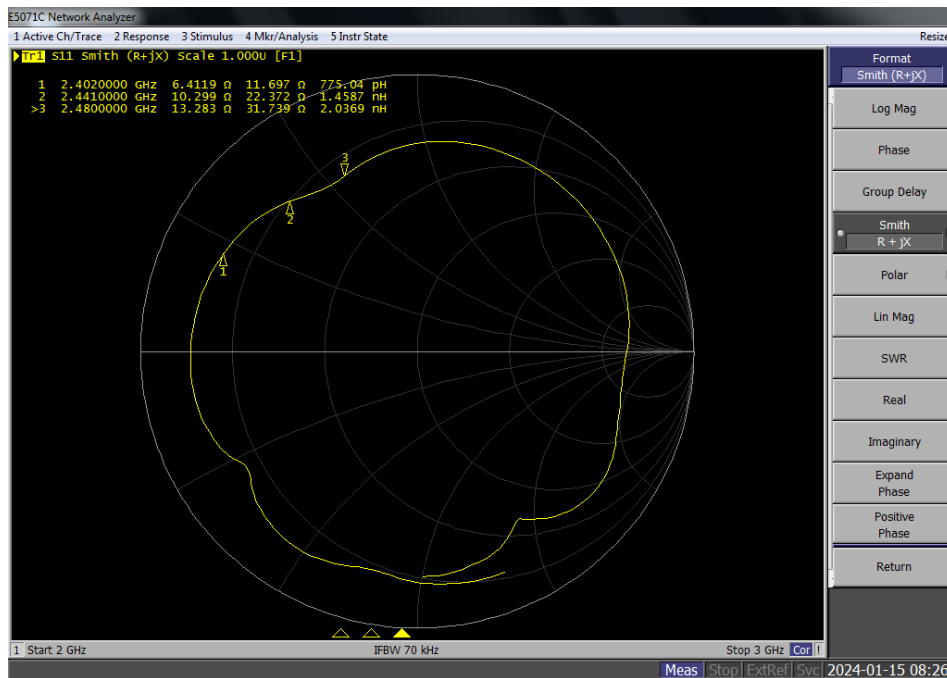 E5071C Network Analyzer
1 Active Ch/Trace 2 Response 3 Stimulus 4 Mkr/Analysis 5 Instr State
Tr1 S11 Smith (R+jX) Scale 1.000U [F1]
1 2.4020000 GHz 6.4119 Ω 11.697 Ω 775.04 pH
2 2.4410000 GHz 10.299 Ω 22.372 Ω 1.4587 nH
>3 2.4800000 GHz 13.283 Ω 31.739 Ω 2.0369 nH
3
2
1
Format
Smith (R+jX)
Log Mag
Phase
Group Delay
Smith
R + jX
Polar
Lin Mag
SWR
Real
Imaginary
Expand
Phase
Positive
Phase
Return
1 Start 2 GHz IFBW 70 kHz Stop 3 GHz Cor !
Meas Stop ExtRef Svc 2024-01-15 08:26